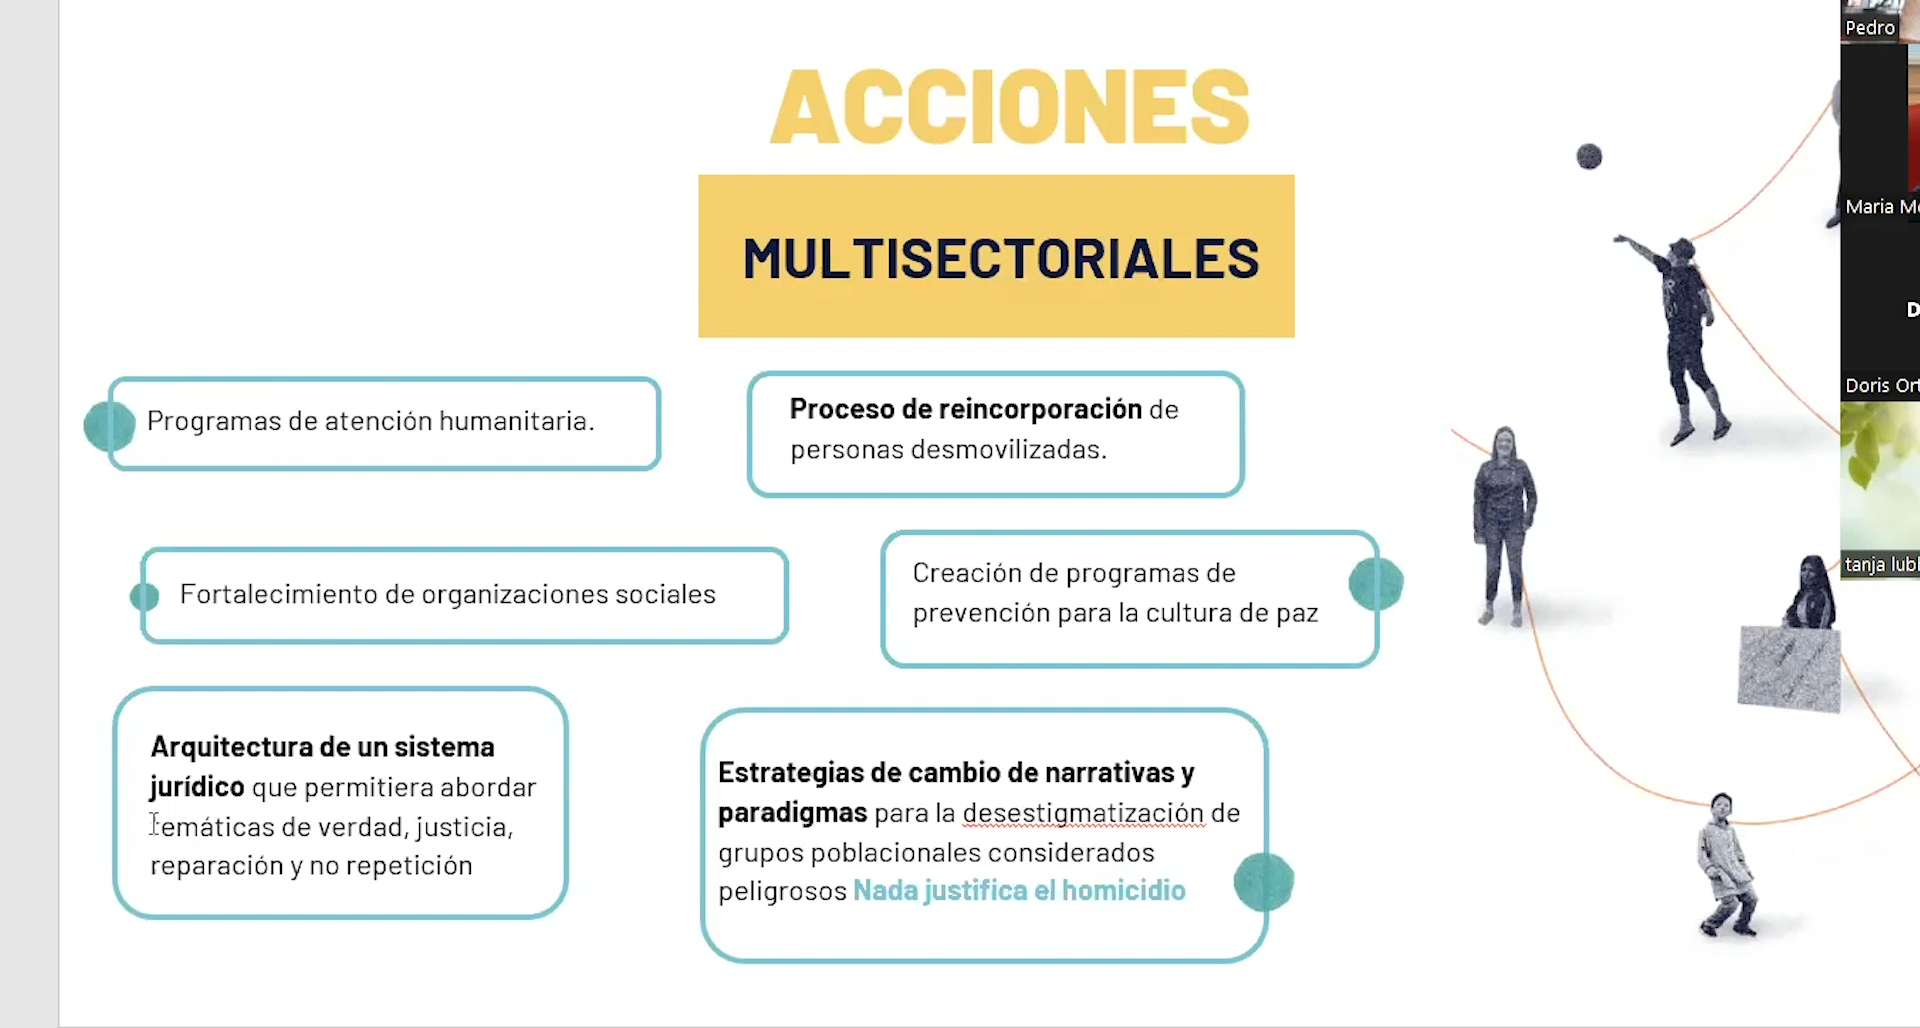 ACCIONES
MULTISECTORIALES
Programas de atención humanitaria.
Proceso de reincorporación de
personas desmovilizadas.
Fortalecimiento de organizaciones sociales
Creación de programas de
prevención para la cultura de paz
Arquitectura de un sistema
jurídico que permitiera abordar
temáticas de verdad, justicia,
reparación y no repetición
Estrategias de cambio de narrativas y
paradigmas para la desestigmatización de
grupos poblacionales considerados
peligrosos Nada justifica el homicidio
Pedro
Maria M
D
Doris Ort
tanja lub